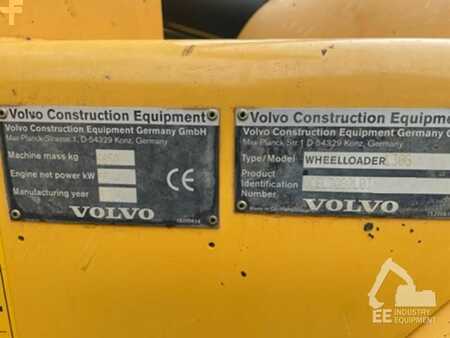 Volvo Construction Equipment
Volvo Construction Equipment Germany GmbH
Max-Planck-Strasse 1, D-54329 Konz, Germany
Machine mass kg
Engine net power kW
Manufacturing year
CE
VOLVO
Volvo Construction Equipme
Volvo Construction Equipment Germany G
Max-Planck-Str 1 D-54329 Konz, Germany
Type/Model WHEELLOADER
Product
Identification
Number
VOLVO
EE INDUSTRY
EQUIPMENT